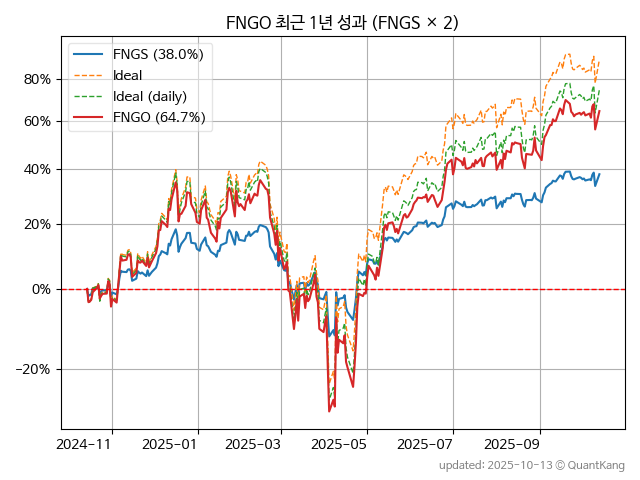 FNGO 최근 1년 성과 (FNGS × 2)
FNGS (38.0%)
Ideal
Ideal (daily)
FNGO (64.7%)
80%
60%
40%
20%
0%
−20%
2024−11
2025−01
2025−03
2025−05
2025−07
2025−09
updated: 2025-10-13 © QuantKang